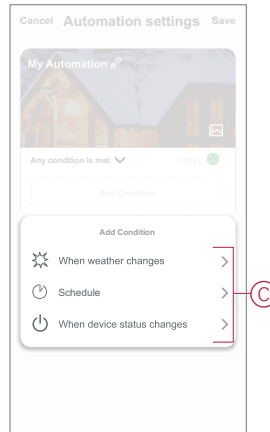 Cancel Automation settings Save
My Automation
Any condition is met
Add Condition
Add Condition
When weather changes
Schedule
When device status changes
C